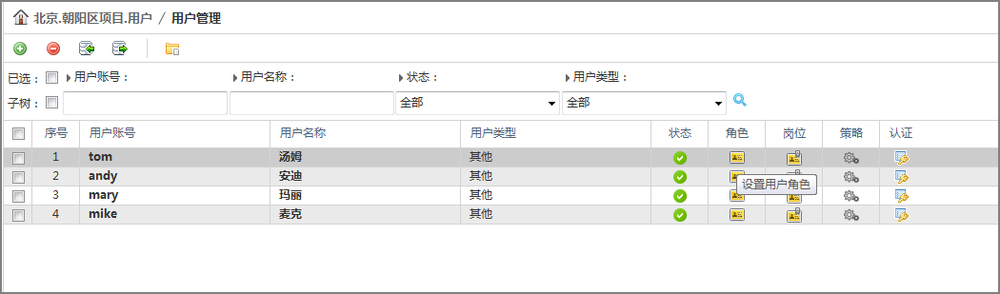 北京.朝阳区项目.用户 / 用户管理
已选： 用户账号： 用户名称： 状态： 用户类型：
子树： 全部 全部
序号 用户账号 用户名称 用户类型 状态 角色 岗位 策略 认证
1 tom 汤姆 其他
2 andy 安迪 其他
设置用户角色
3 mary 玛丽 其他
4 mike 麦克 其他